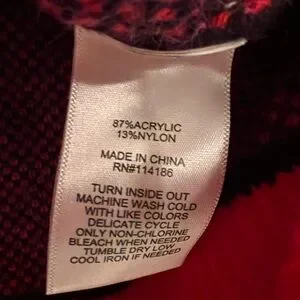 87%ACRYLIC
13%NYLON
MADE IN CHINA
RN#114186
TURN INSIDE OUT
MACHINE WASH COLD
WITH LIKE COLORS
DELICATE CYCLE
ONLY NON-CHLORINE
BLEACH WHEN NEEDED
TUMBLE DRY LOW
COOL IRON IF NEEDED